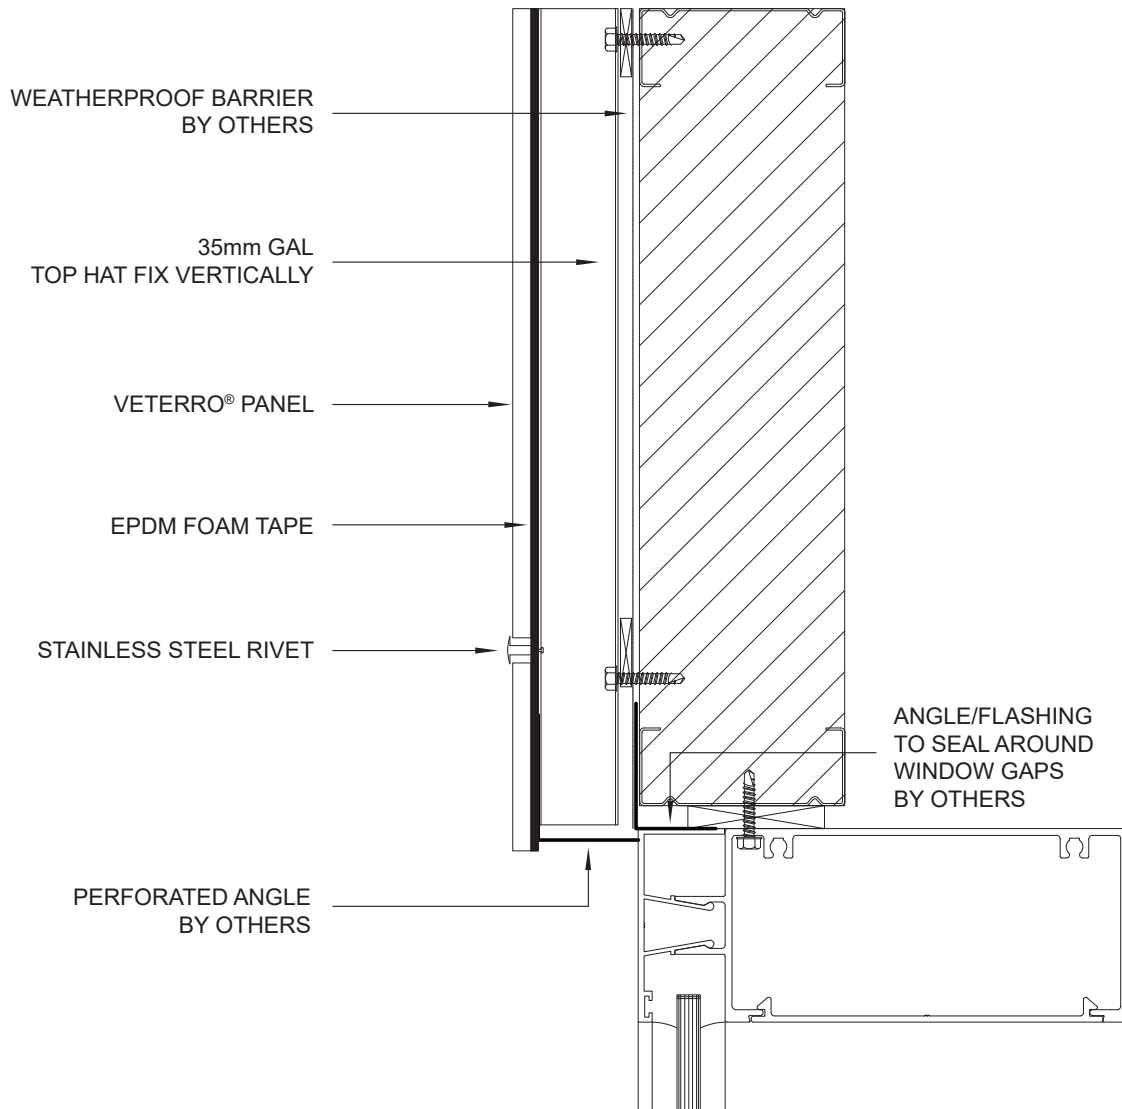 WEATHERPROOF BARRIER
BY OTHERS
35mm GAL
TOP HAT FIX VERTICALLY
VETERRO® PANEL
EPDM FOAM TAPE
STAINLESS STEEL RIVET
ANGLE/FLASHING
TO SEAL AROUND
WINDOW GAPS
BY OTHERS
PERFORATED ANGLE
BY OTHERS